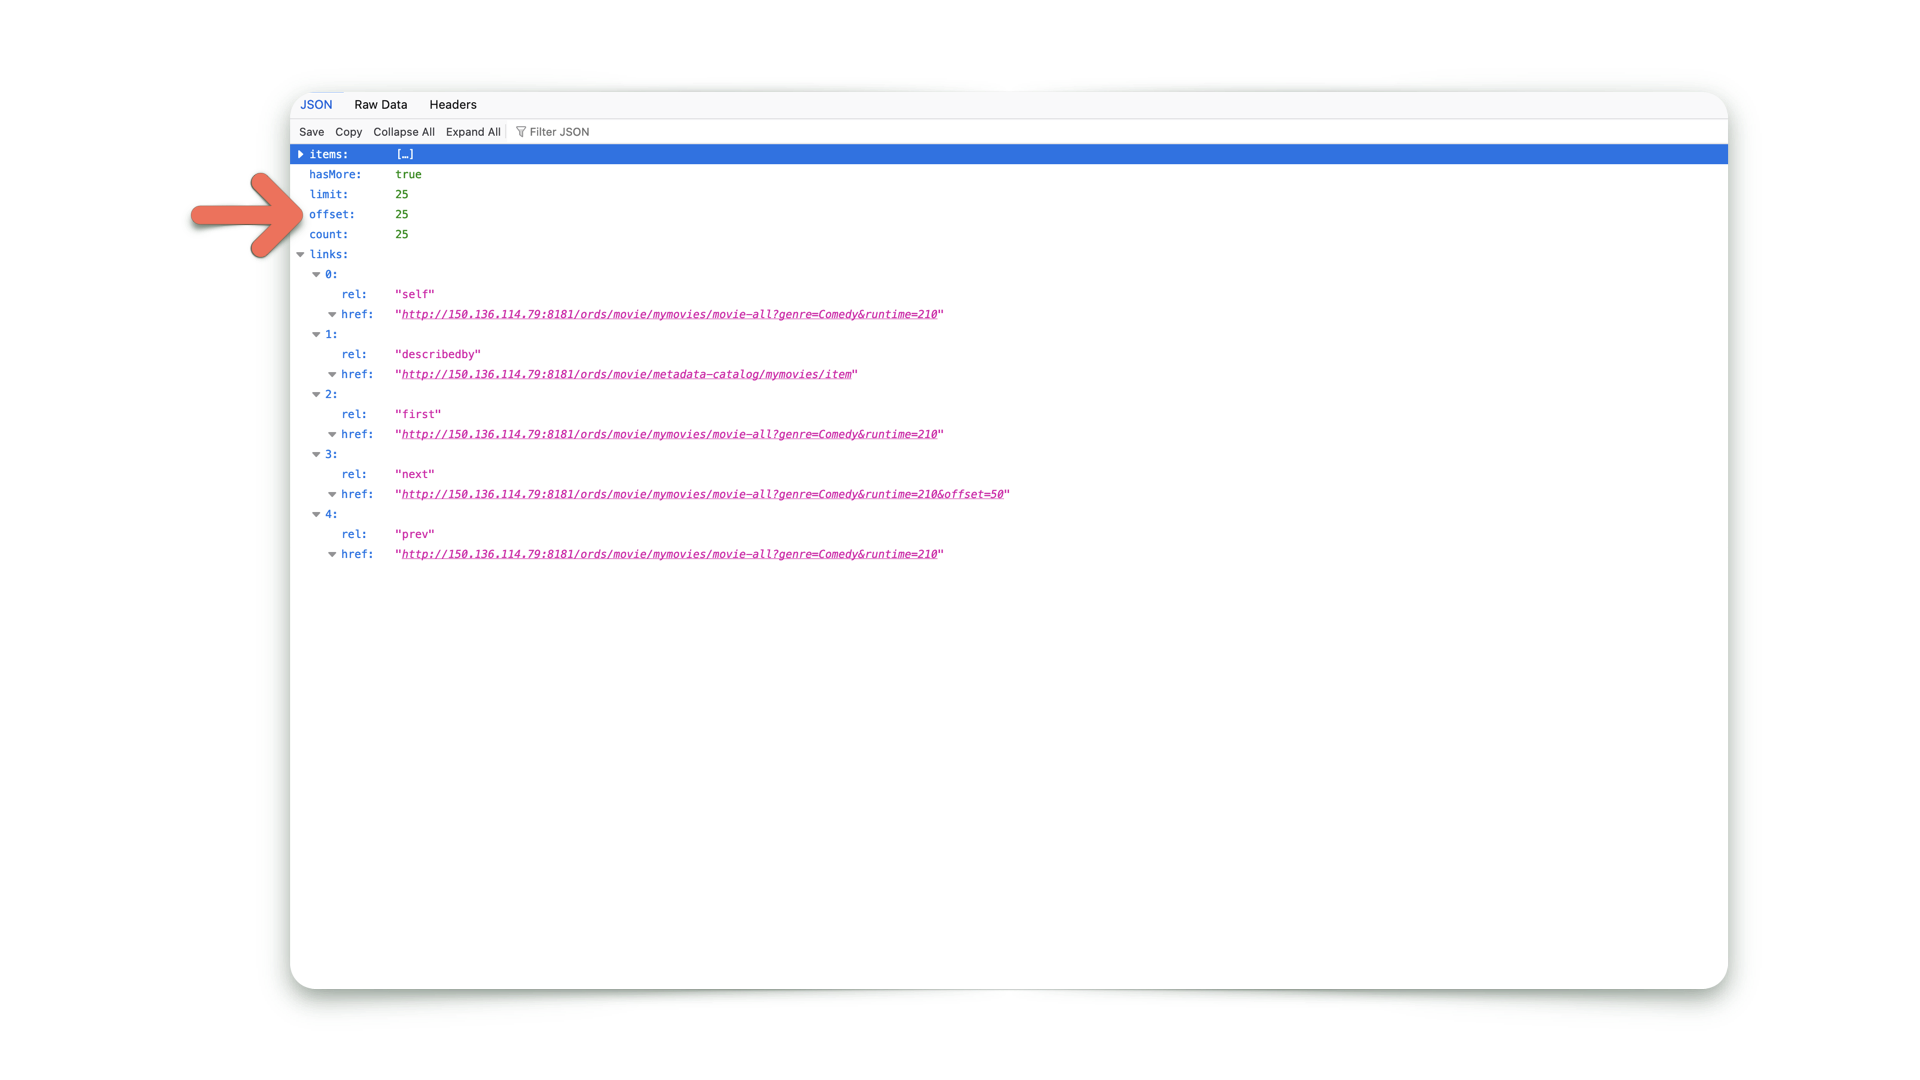 JSON Raw Data Headers
Save Copy Collapse All Expand All Filter JSON
items: […]
hasMore: true
limit: 25
offset: 25
count: 25
links:
0:
rel: "self"
href: "http://150.136.114.79:8181/ords/movie/mymovies/movie-all?genre=Comedy&runtime=210"
1:
rel: "describedby"
href: "http://150.136.114.79:8181/ords/movie/metadata-catalog/mymovies/item"
2:
rel: "first"
href: "http://150.136.114.79:8181/ords/movie/mymovies/movie-all?genre=Comedy&runtime=210"
3:
rel: "next"
href: "http://150.136.114.79:8181/ords/movie/mymovies/movie-all?genre=Comedy&runtime=210&offset=50"
4:
rel: "prev"
href: "http://150.136.114.79:8181/ords/movie/mymovies/movie-all?genre=Comedy&runtime=210"